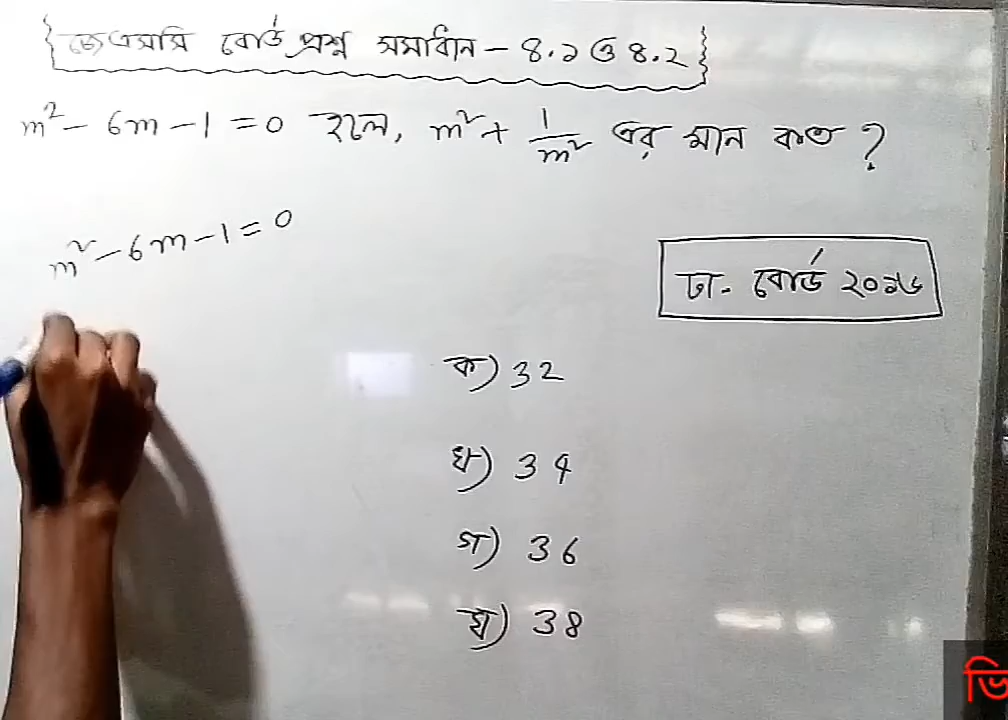 জেএসসি বোর্ড প্রশ্ন সমাধান - ৪.১ ও ৪.২
m² - 6m - 1 = 0 হলে, m² + 1/m² এর মান কত ?
m² - 6m - 1 = 0
ঢা- বোর্ড ২০১৬
ক) 32
খ) 34
গ) 36
ঘ) 38
ভি